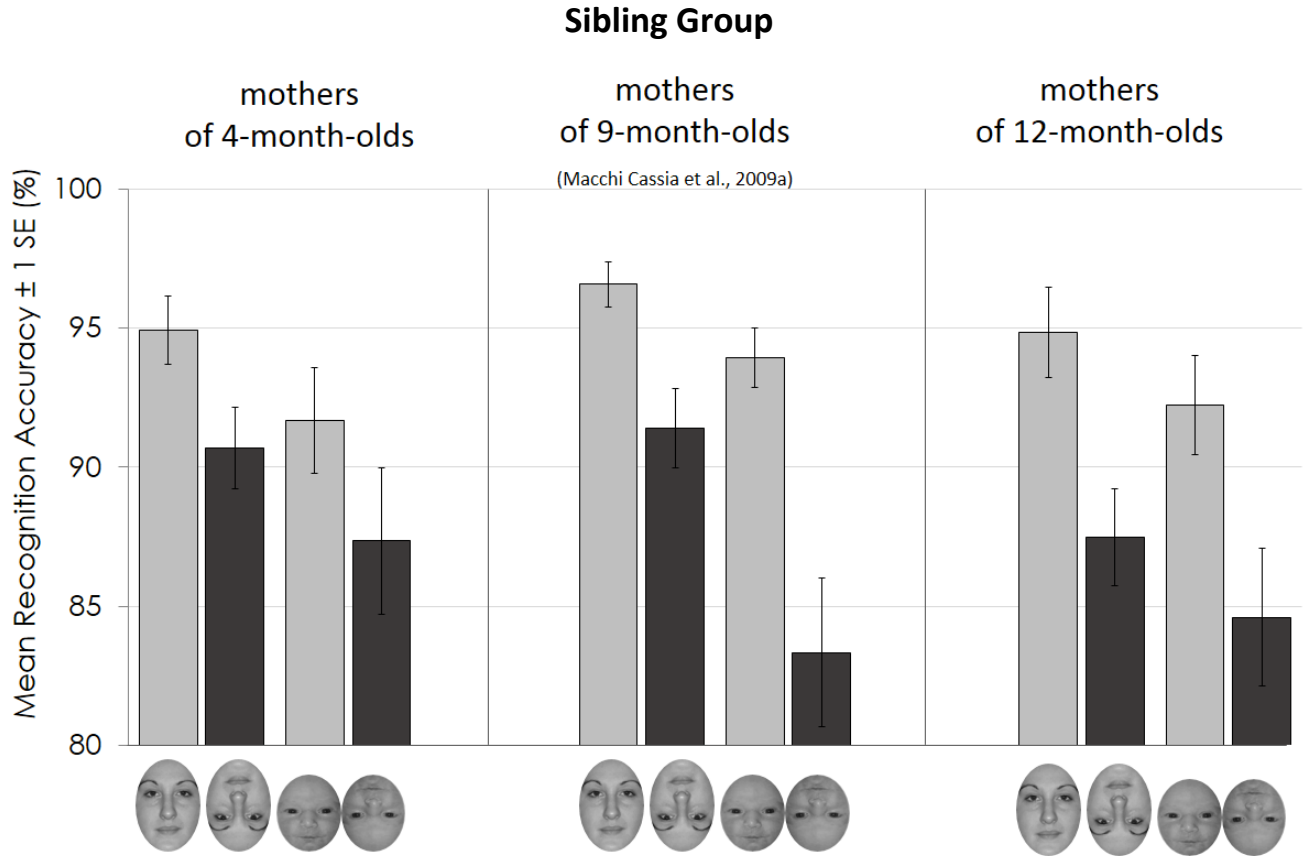 Sibling Group
mothers
of 4-month-olds
mothers
of 9-month-olds
(Macchi Cassia et al., 2009a)
mothers
of 12-month-olds
Mean Recognition Accuracy ± 1 SE (%)
100
95
90
85
80